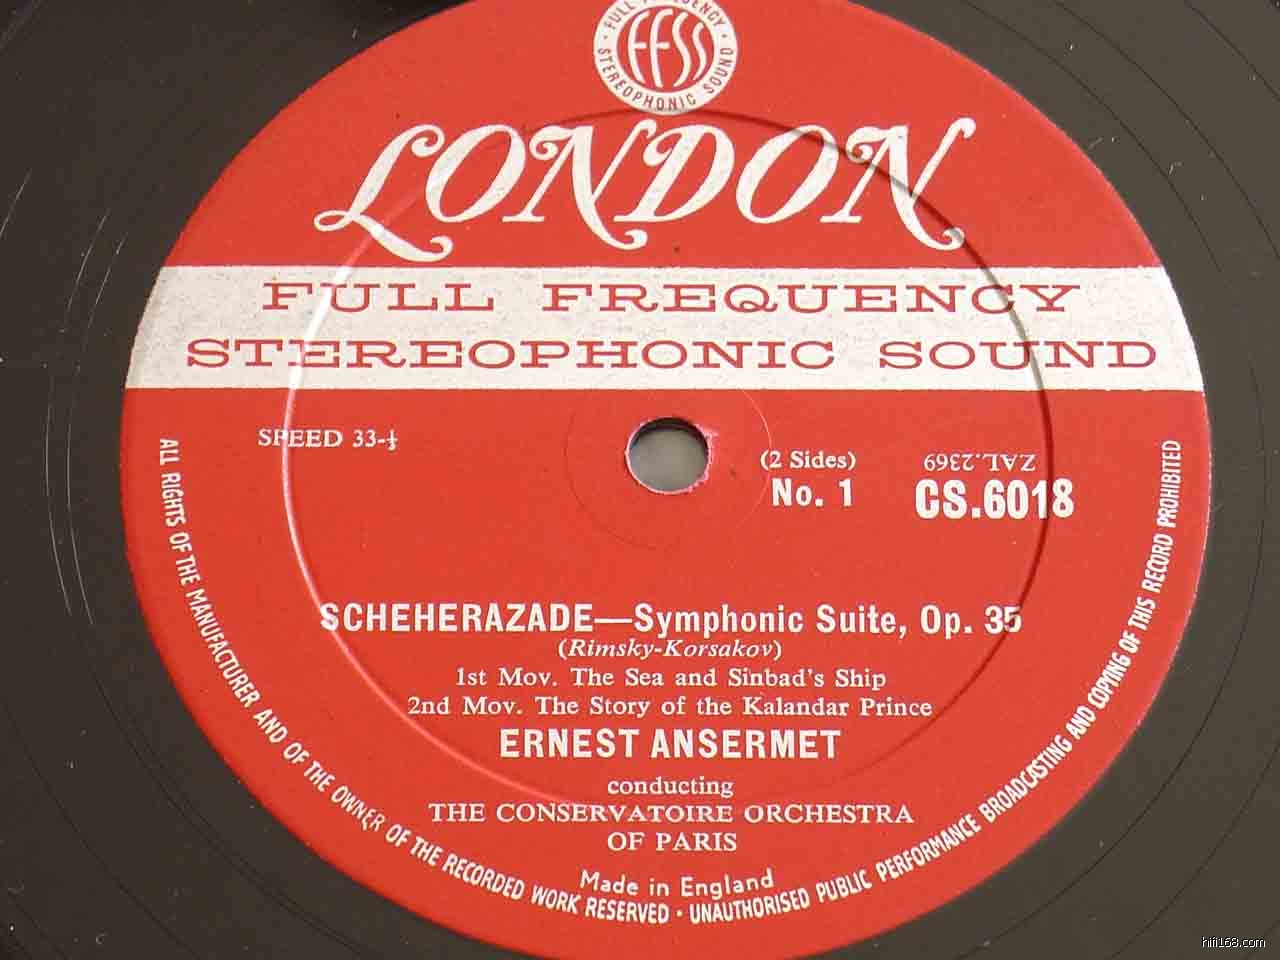 FULL FREQUENCY
ffss
STEREOPHONIC SOUND
LONDON
FULL FREQUENCY
STEREOPHONIC SOUND
SPEED 33-⅓
(2 Sides)
No. 1
ZAL.2369
CS.6018
SCHEHERAZADE—Symphonic Suite, Op. 35
(Rimsky-Korsakov)
1st Mov. The Sea and Sinbad's Ship
2nd Mov. The Story of the Kalandar Prince
ERNEST ANSERMET
conducting
THE CONSERVATOIRE ORCHESTRA
OF PARIS
Made in England
ALL RIGHTS OF THE MANUFACTURER AND OF THE OWNER OF THE RECORDED WORK RESERVED · UNAUTHORISED PUBLIC PERFORMANCE BROADCASTING AND COPYING OF THIS RECORD PROHIBITED
hifi168.com